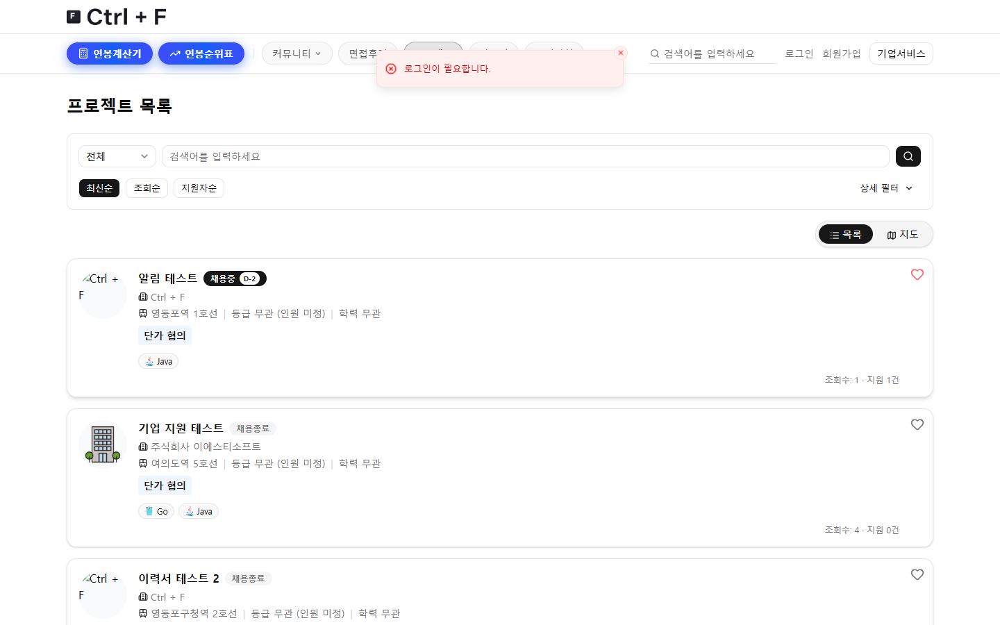 F Ctrl + F
연봉계산기
연봉순위표
커뮤니티
검색어를 입력하세요
로그인
회원가입
기업서비스
로그인이 필요합니다.
프로젝트 목록
전체
검색어를 입력하세요
최신순
조회순
지원자순
상세 필터
목록
지도
Ctrl + F
알림 테스트
채용중 D-2
Ctrl + F
영등포역 1호선 | 등급 무관 (인원 미정) | 학력 무관
단가 협의
Java
조회수: 1 · 지원 1건
기업 지원 테스트
채용종료
주식회사 이에스티소프트
여의도역 5호선 | 등급 무관 (인원 미정) | 학력 무관
단가 협의
Go
Java
조회수: 4 · 지원 0건
Ctrl + F
이력서 테스트 2
채용종료
Ctrl + F
영등포구청역 2호선 | 등급 무관 (인원 미정) | 학력 무관